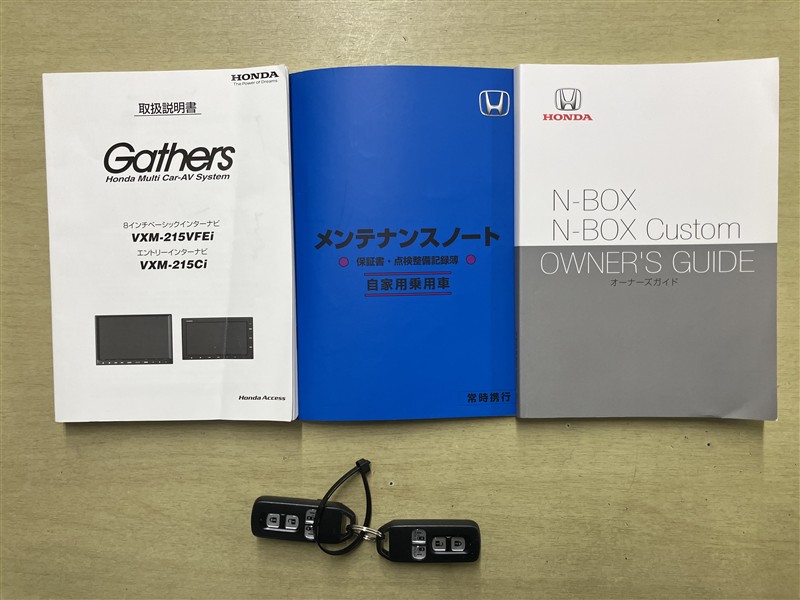 HONDA
The Power of Dreams
取扱説明書
Gathers
Honda Multi Car-AV System
8インチベーシックインターナビ
VXM-215VFEi
エントリーインターナビ
VXM-215Ci
Honda Access
メンテナンスノート
保証書・点検整備記録簿
自家用乗用車
常時携行
HONDA
N-BOX
N-BOX Custom
OWNER'S GUIDE
オーナーズガイド